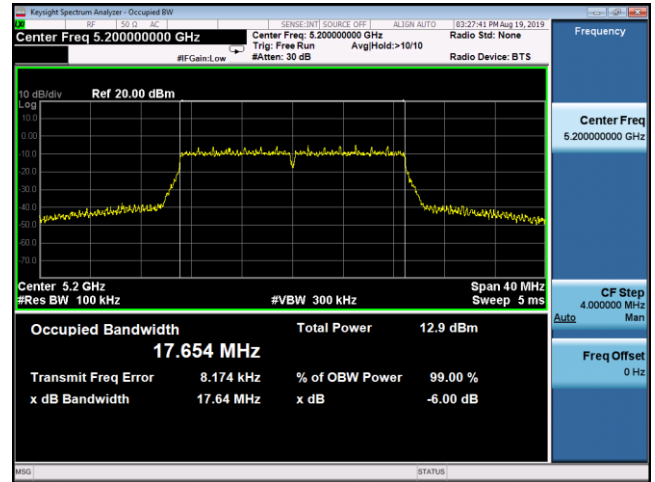 Keysight Spectrum Analyzer - Occupied BW
RF 50 Ω AC SENSE:INT SOURCE OFF ALIGN AUTO 03:27:41 PM Aug 19, 2019
Center Freq 5.200000000 GHz
Center Freq: 5.200000000 GHz
Radio Std: None
Trig: Free Run Avg|Hold:>10/10
#IFGain:Low
#Atten: 30 dB
Radio Device: BTS
10 dB/div Ref 20.00 dBm
Log
10.0
0.00
-10.0
-20.0
-30.0
-40.0
-50.0
-60.0
-70.0
Center 5.2 GHz Span 40 MHz
#Res BW 100 kHz #VBW 300 kHz Sweep 5 ms
Occupied Bandwidth Total Power 12.9 dBm
17.654 MHz
Transmit Freq Error 8.174 kHz % of OBW Power 99.00 %
x dB Bandwidth 17.64 MHz x dB -6.00 dB
MSG STATUS
Frequency
Center Freq
5.200000000 GHz
CF Step
4.000000 MHz
Auto Man
Freq Offset
0 Hz